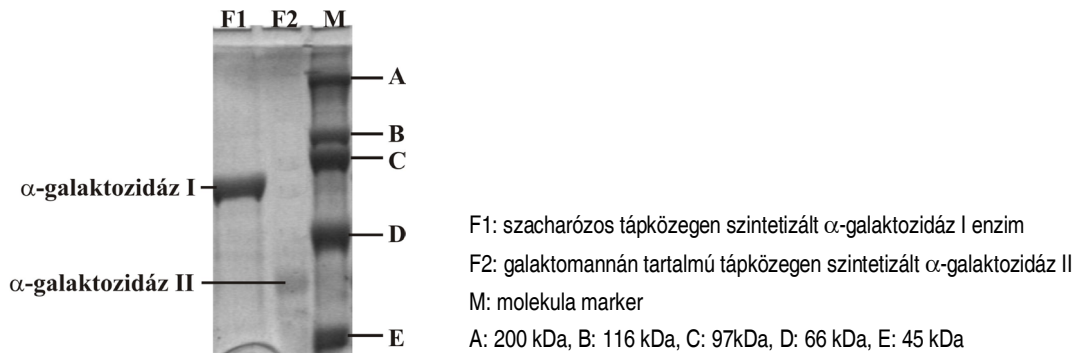 F1 F2 M
A
B
C
α-galaktozidáz I
D
α-galaktozidáz II
E
F1: szacharózos tápközegen szintetizált α-galaktozidáz I enzim
F2: galaktomannán tartalmú tápközegen szintetizált α-galaktozidáz II
M: molekula marker
A: 200 kDa, B: 116 kDa, C: 97kDa, D: 66 kDa, E: 45 kDa